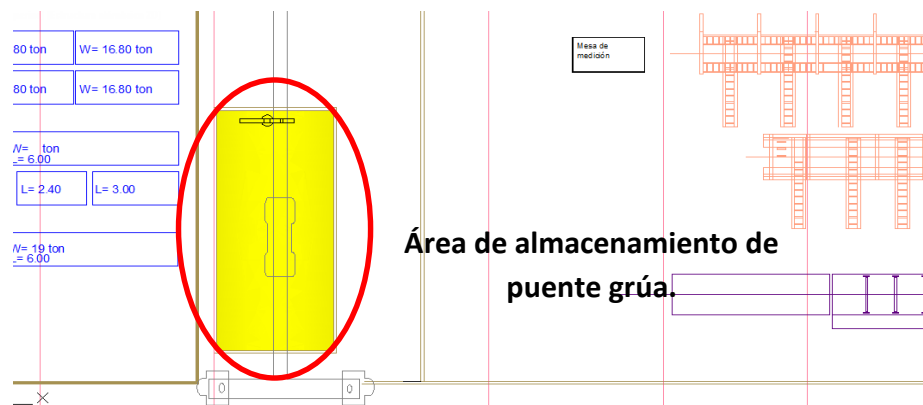 80 ton
W= 16.80 ton
80 ton
W= 16.80 ton
W=   ton
L= 6.00
L= 2.40
L= 3.00
W= 19 ton
L= 6.00
Mesa de
medición
Área de almacenamiento de
puente grúa.